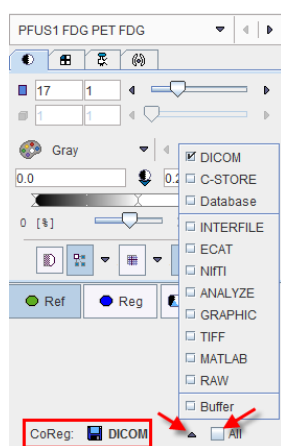 PFUS1 FDG PET FDG
17 1
1 1
Gray
0.0 0.2
0 [%]
DICOM
C-STORE
Database
INTERFILE
ECAT
NIfTI
ANALYZE
GRAPHIC
TIFF
MATLAB
RAW
Buffer
Ref Reg
CoReg: DICOM All